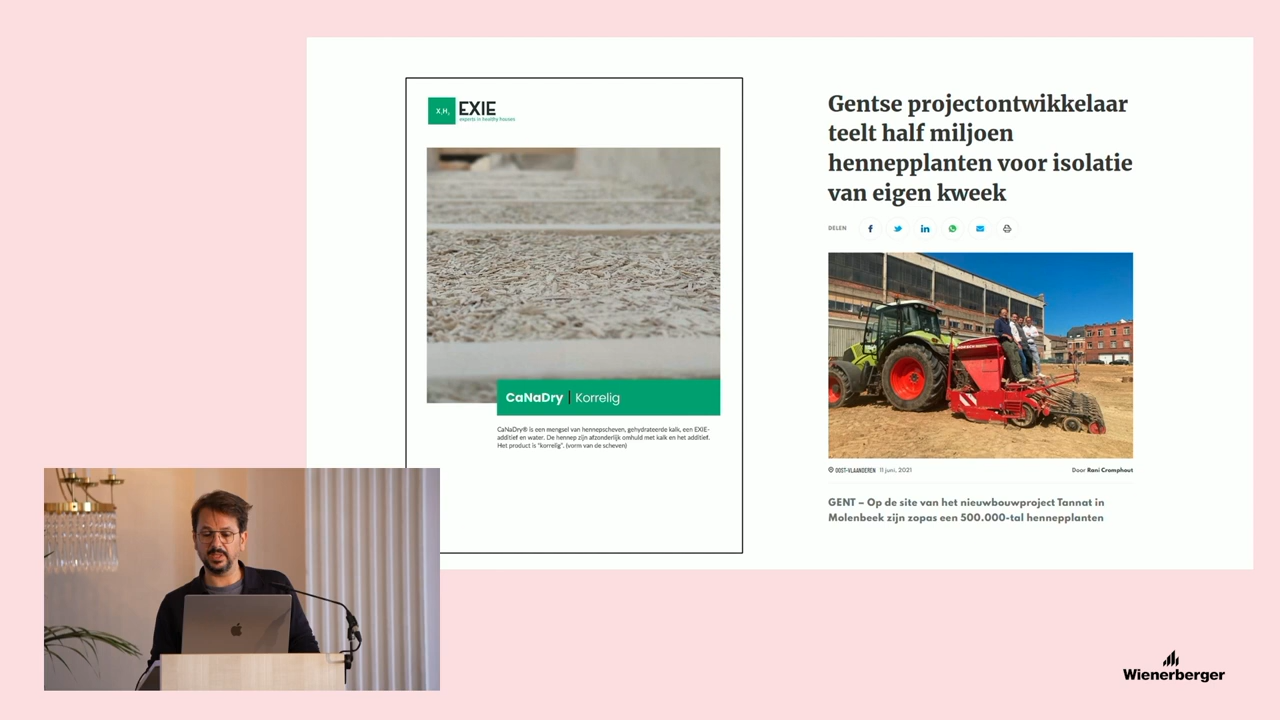 X₇H₉
EXIE
experts in healthy houses
CaNaDry | Korrelig
CaNaDry® is een mengsel van hennepscheven, gehydrateerde kalk, een EXIE-
additief en water. De hennep zijn afzonderlijk omhuld met kalk en het additief.
Het product is "korrelig". (vorm van de scheven)
Gentse projectontwikkelaar
teelt half miljoen
hennepplanten voor isolatie
van eigen kweek
DELEN
OOST-VLAANDEREN 11 juni, 2021
Door Rani Cromphout
GENT – Op de site van het nieuwbouwproject Tannat in
Molenbeek zijn zopas een 500.000-tal hennepplanten
Wienerberger